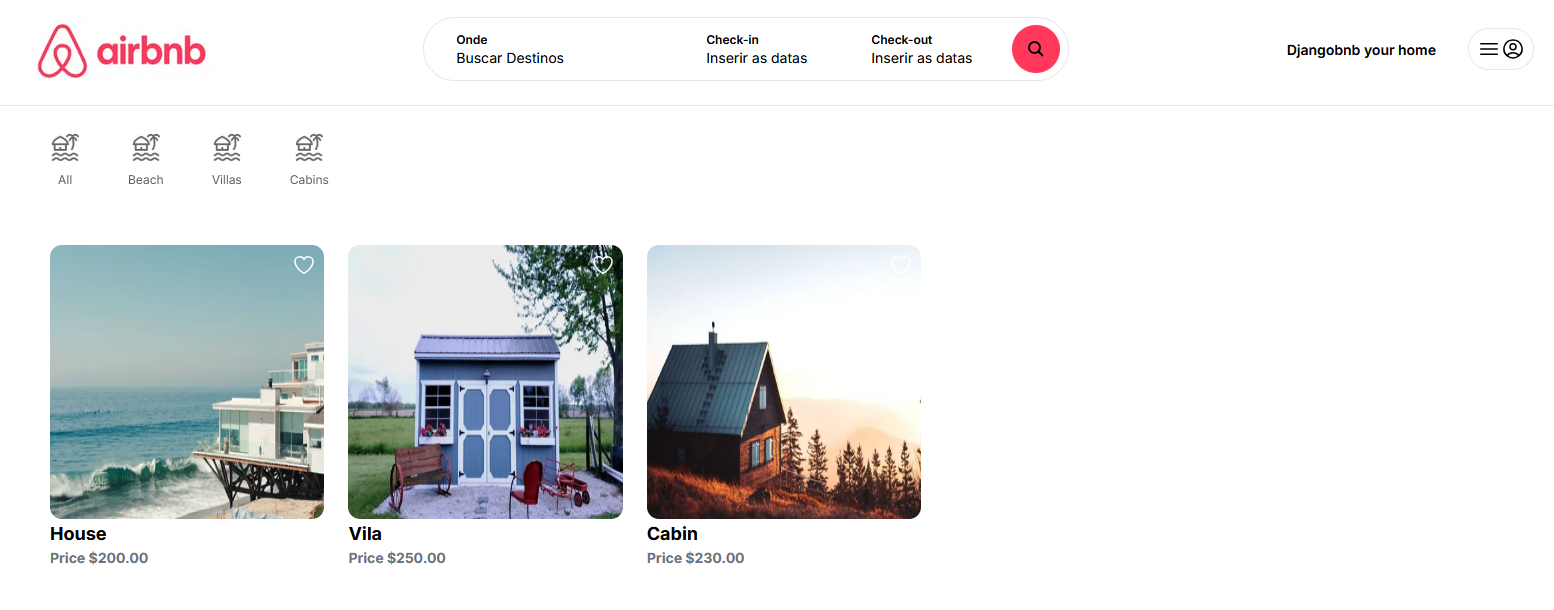 airbnb
Onde
Buscar Destinos
Check-in
Inserir as datas
Check-out
Inserir as datas
Djangobnb your home
All
Beach
Villas
Cabins
House
Price $200.00
Vila
Price $250.00
Cabin
Price $230.00